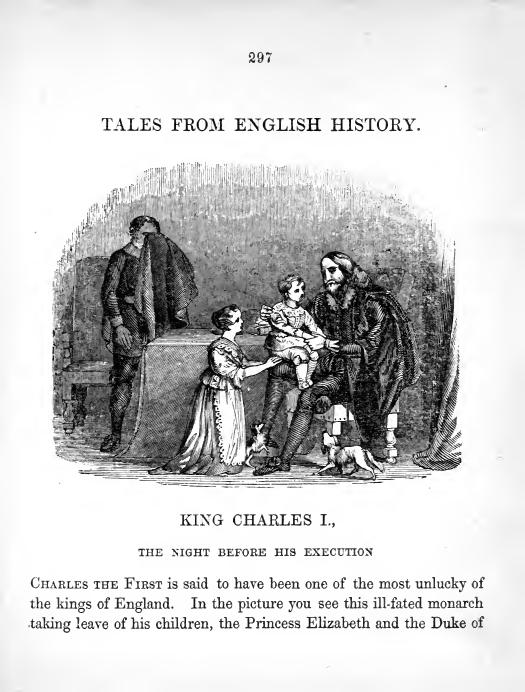 297
TALES FROM ENGLISH HISTORY.
KING CHARLES I.,
THE NIGHT BEFORE HIS EXECUTION
CHARLES THE FIRST is said to have been one of the most unlucky of
the kings of England. In the picture you see this ill-fated monarch
taking leave of his children, the Princess Elizabeth and the Duke of